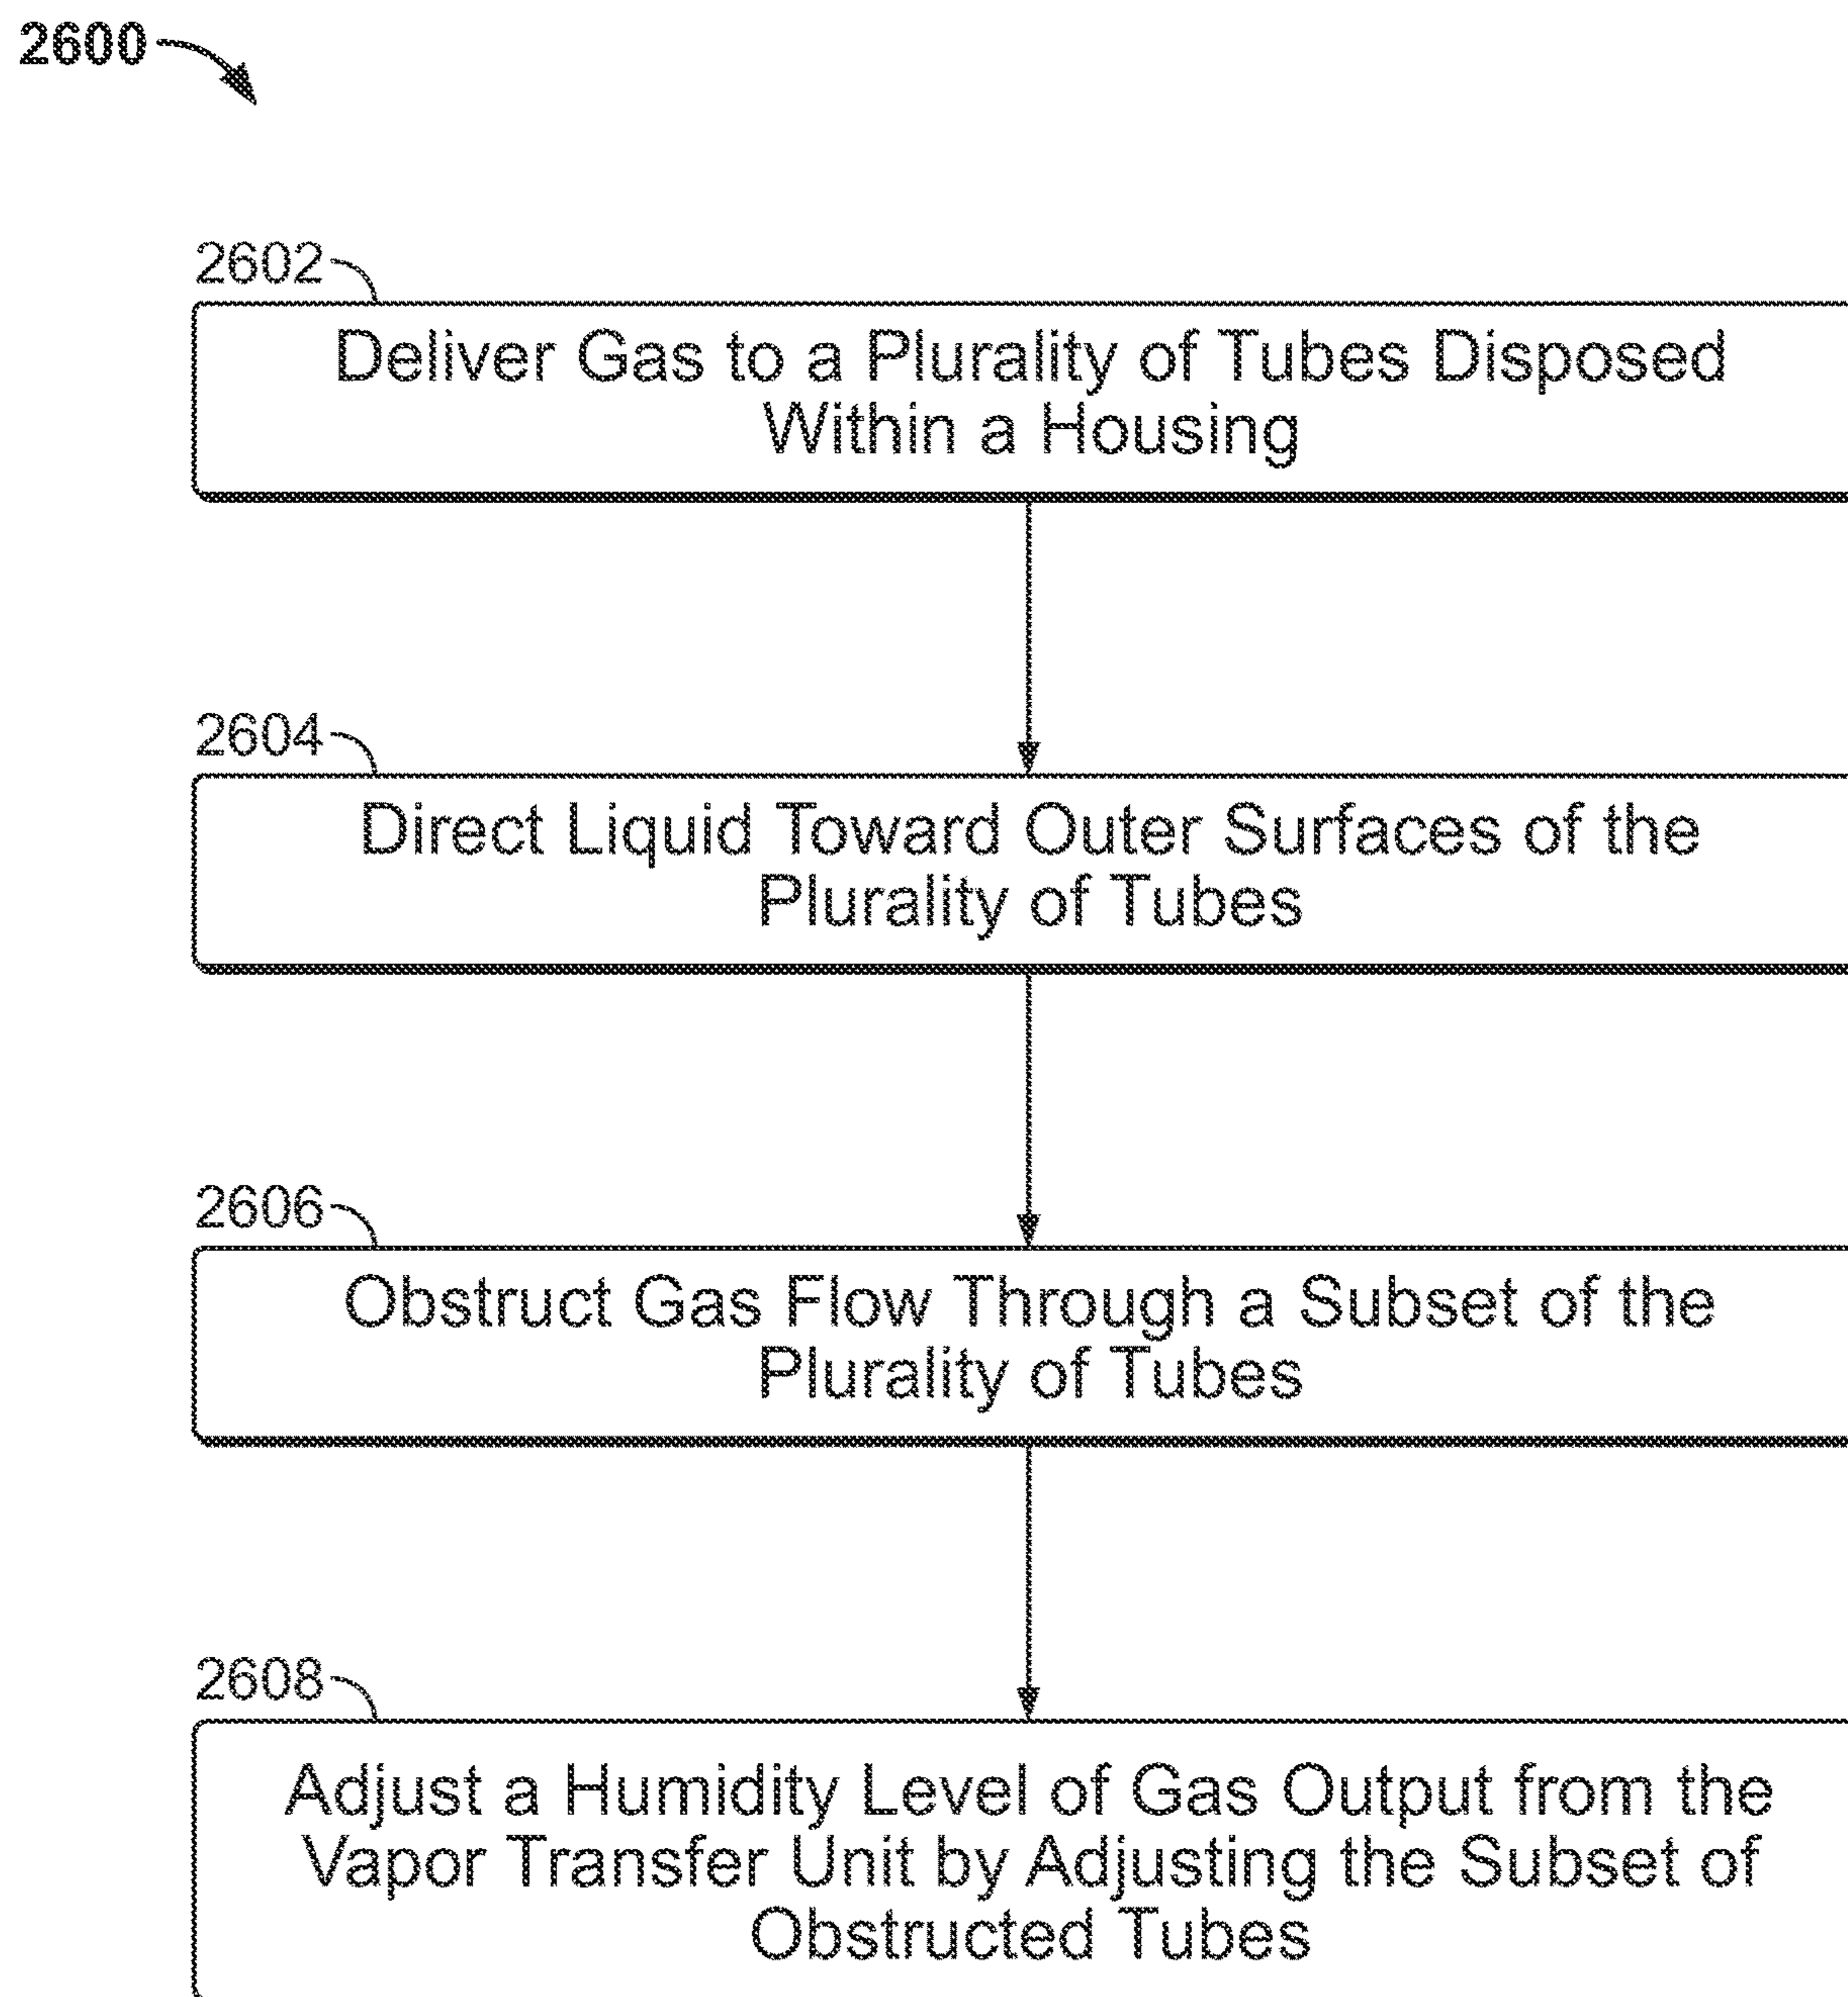 2600
2602
Deliver Gas to a Plurality of Tubes Disposed
Within a Housing
2604
Direct Liquid Toward Outer Surfaces of the
Plurality of Tubes
2606
Obstruct Gas Flow Through a Subset of the
Plurality of Tubes
2608
Adjust a Humidity Level of Gas Output from the
Vapor Transfer Unit by Adjusting the Subset of
Obstructed Tubes